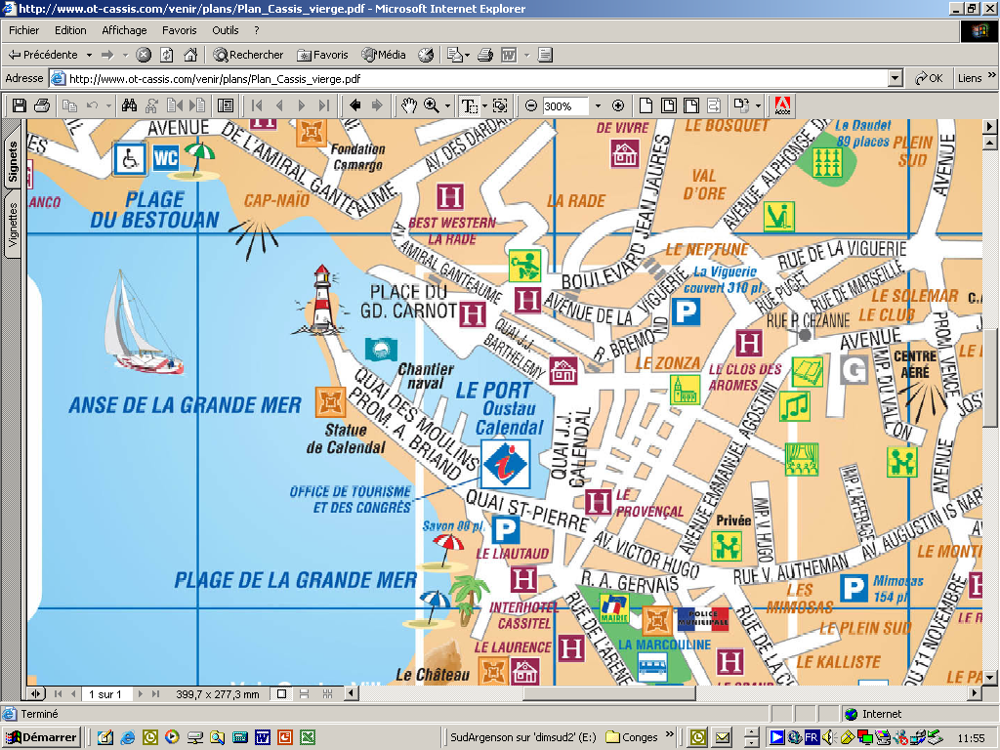 http://www.ot-cassis.com/venir/plans/Plan_Cassis_vierge.pdf - Microsoft Internet Explorer
Fichier Edition Affichage Favoris Outils ?
Précédente Rechercher Favoris Média
Adresse http://www.ot-cassis.com/venir/plans/Plan_Cassis_vierge.pdf OK Liens »
300% Adobe
Signets
Vignettes
AVENUE DE L'AMIRAL GANTEAUME
WC
Fondation
Camargo
AV. DES DARDA
DE VIVRE
LE BOSQUET
Le Daudet
89 places
PLEIN
SUD
AVENUE
ANCO
PLAGE
DU BESTOUAN
CAP-NAÏO
H
BEST WESTERN
LA RADE
LA RADE
VAL
D'ORE
AVENUE ALPHONSE D
BOULEVARD JEAN JAURES
AV. AMIRAL GANTEAUME
LE NEPTUNE
La Viguerie
couvert 310 pl.
RUE DE LA VIGUERIE
RUE PUGET
RUE DE MARSEILLE
PLACE DU
GD. CARNOT
H
H
AVENUE DE LA VIGUERIE
P
RUE P. CEZANNE
LE SOLEMAR
LE CLUB
C.A
QUAI J.J.
BARTHELEMY
R. BREMOND
H
AVENUE
PROM. VENCE
Chantier
naval
LE ZONZA
LE CLOS DES
AROMES
G
CENTRE
AÉRÉ
LE I
IMP. DU VALLON
ANSE DE LA GRANDE MER
QUAI DES MOULINS
PROM. A. BRIAND
LE PORT
Oustau
Calendal
QUAI J.J.
CALENDAL
AVENUE EMMANUEL AGOSTINI
JOS
Statue
de Calendal
i
OFFICE DE TOURISME
ET DES CONGRÈS
QUAI ST-PIERRE
H
LE
PROVENÇAL
Privée
IMP. V HUGO
IMP. L'AFFERAGE
AVENUE
AV. AUGUSTIN IS NAR
P
LE LIAUTAUD
AV. VICTOR HUGO
RUE V. AUTHEMAN
LE MONT
PLAGE DE LA GRANDE MER
H
R. A. GERVAIS
LES
MIMOSAS
P
Mimosas
154 pl.
INTERHOTEL
CASSITEL
RUE DE L'ARENE
MAIRIE
POLICE
MUNICIPALE
LE PLEIN SUD
LE R
LE LAURENCE
H
LA MARCOULINE
H
RUE DE LA C
LE KALLISTE
DU 11 NOVEMBRE
LE PA
Le Château
1 sur 1 399,7 x 277,3 mm
Terminé Internet
Démarrer SudArgenson sur 'dimsud2' (E:) Conges » FR 11:55